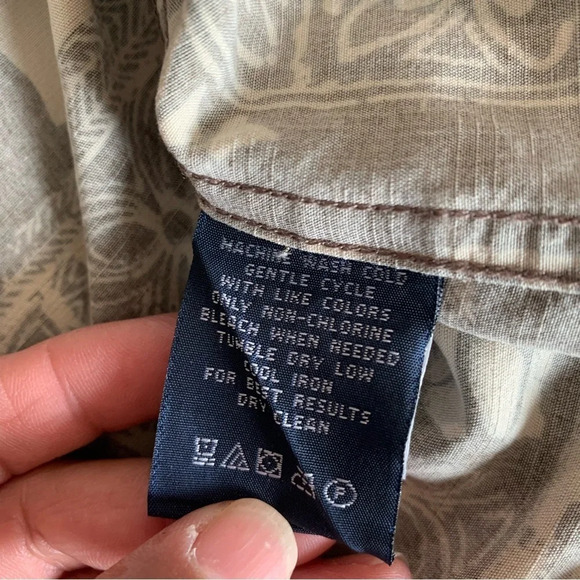 MACHINE WASH COLD
GENTLE CYCLE
WITH LIKE COLORS
ONLY NON-CHLORINE
BLEACH WHEN NEEDED
TUMBLE DRY LOW
COOL IRON
FOR BEST RESULTS
DRY CLEAN
P